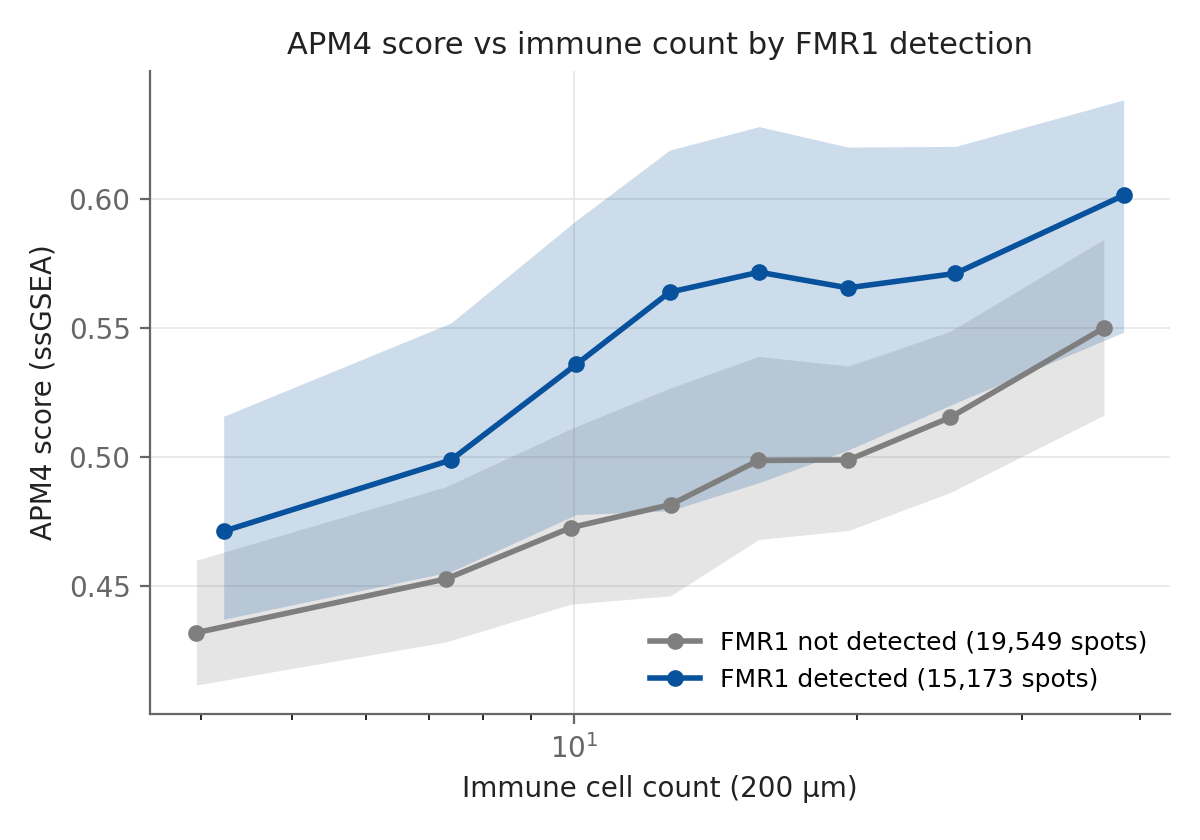 APM4 score vs immune count by FMR1 detection
APM4 score (ssGSEA)
0.60
0.55
0.50
0.45
FMR1 not detected (19,549 spots)
FMR1 detected (15,173 spots)
10¹
Immune cell count (200 µm)